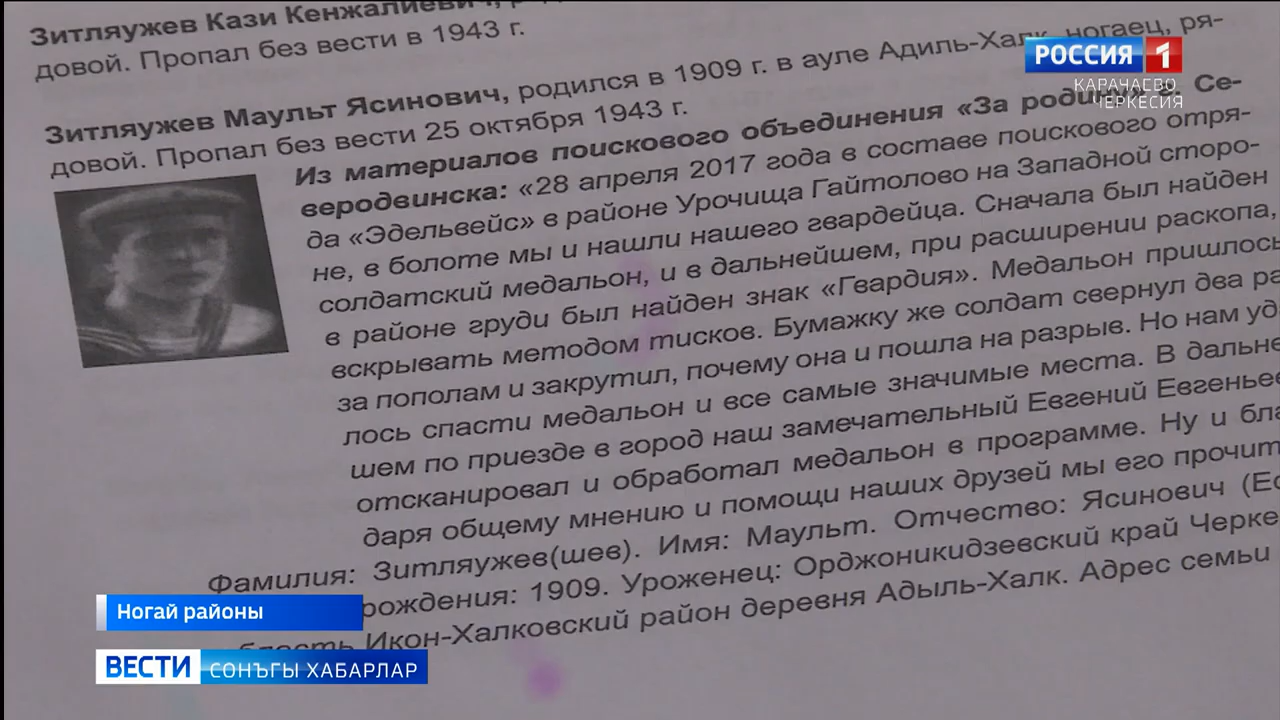 Зитляужев Кази Кенжалиевич,
довой. Пропал без вести в 1943 г.
Зитляужев Маульт Ясинович, родился в 1909 г. в ауле Адиль-Халк, ногаец, ря-
довой. Пропал без вести 25 октября 1943 г.
Из материалов поискового объединения «За родину» г. Се-
веродвинска: «28 апреля 2017 года в составе поискового отря-
да «Эдельвейс» в районе Урочища Гайтолово на Западной сторо-
не, в болоте мы и нашли нашего гвардейца. Сначала был найден
солдатский медальон, и в дальнейшем, при расширении раскопа,
в районе груди был найден знак «Гвардия». Медальон пришлось
вскрывать методом тисков. Бумажку же солдат свернул два ра
за пополам и закрутил, почему она и пошла на разрыв. Но нам уд
лось спасти медальон и все самые значимые места. В дальне
шем по приезде в город наш замечательный Евгений Евгенье
отсканировал и обработал медальон в программе. Ну и бла
даря общему мнению и помощи наших друзей мы его прочит
Фамилия: Зитляужев(шев). Имя: Маульт. Отчество: Ясинович (Ес
рождения: 1909. Уроженец: Орджоникидзевский край Черке
бласть Икон-Халковский район деревня Адыль-Халк. Адрес семьи
РОССИЯ 1
КАРАЧАЕВО
ЧЕРКЕСИЯ
Ногай районы
ВЕСТИ СОНЪГЫ ХАБАРЛАР